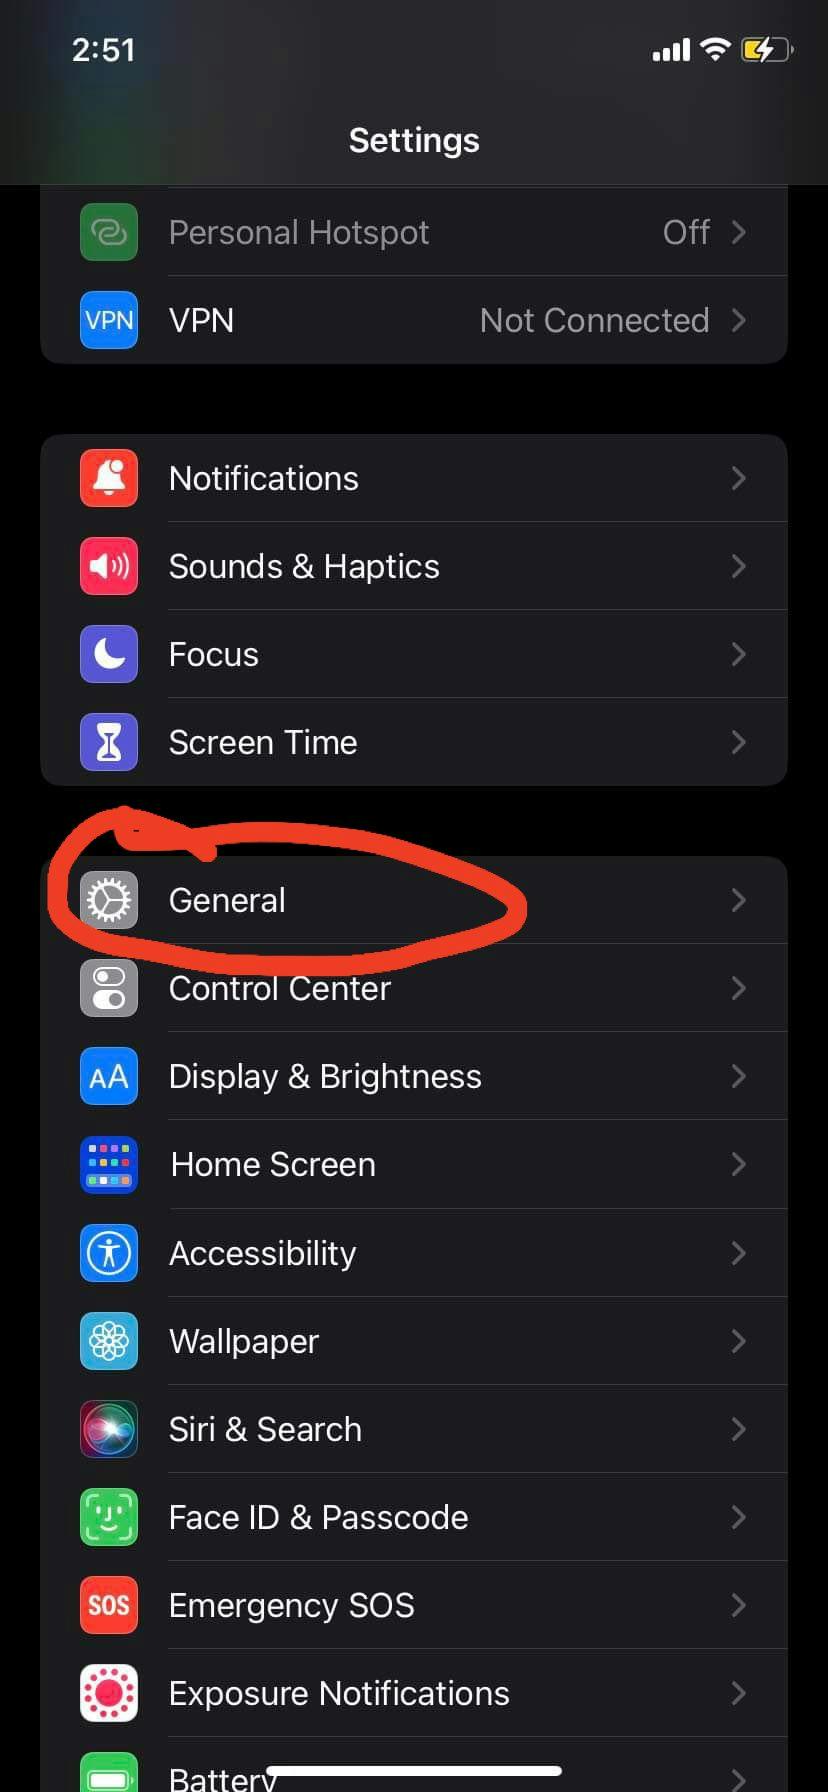 2:51
Settings
Personal Hotspot Off
VPN VPN Not Connected
Notifications
Sounds & Haptics
Focus
Screen Time
General
Control Center
AA Display & Brightness
Home Screen
Accessibility
Wallpaper
Siri & Search
Face ID & Passcode
SOS Emergency SOS
Exposure Notifications
Battery